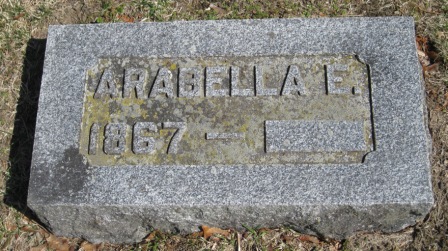 ARABELLA E.
1867 —